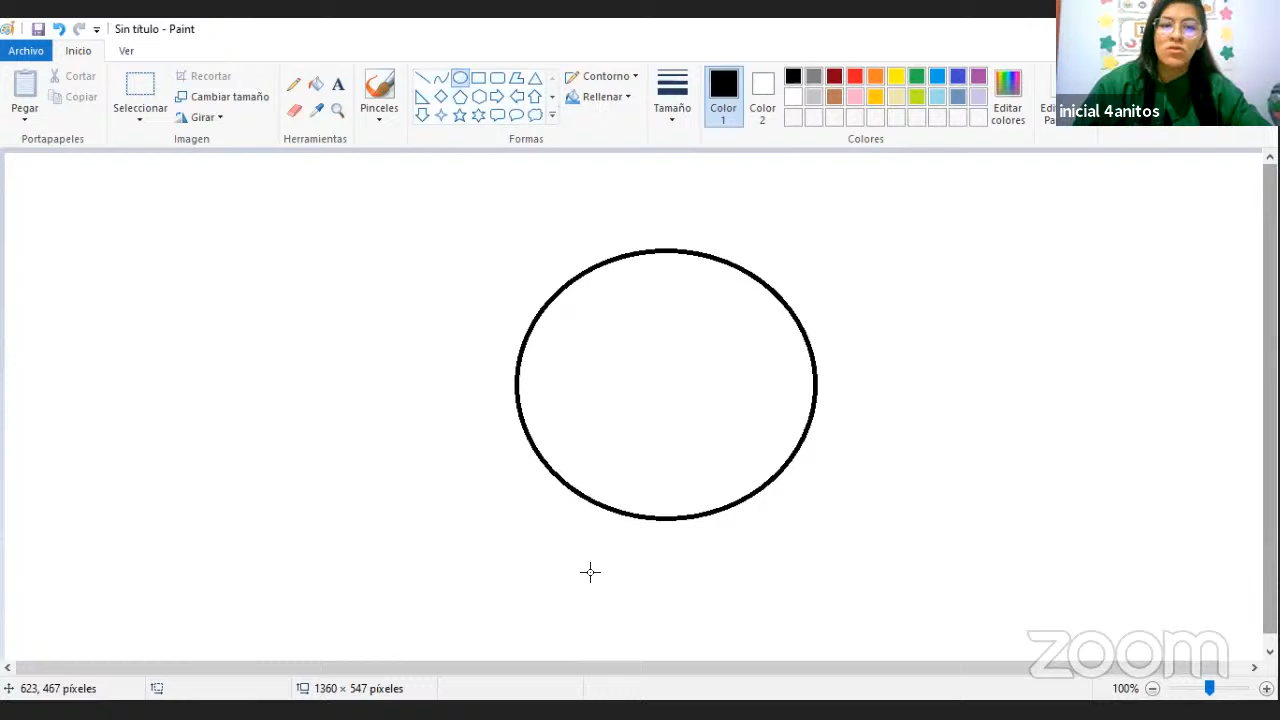 Sin título - Paint
Archivo Inicio Ver
Pegar
Cortar
Copiar
Portapapeles
Seleccionar
Recortar
Cambiar tamaño
Girar
Imagen
A
Herramientas
Pinceles
Contorno
Rellenar
Formas
Tamaño
Color
1
Color
2
Editar
colores
Colores
inicial 4anitos
zoom
623, 467 píxeles
1360 × 547 píxeles
100%